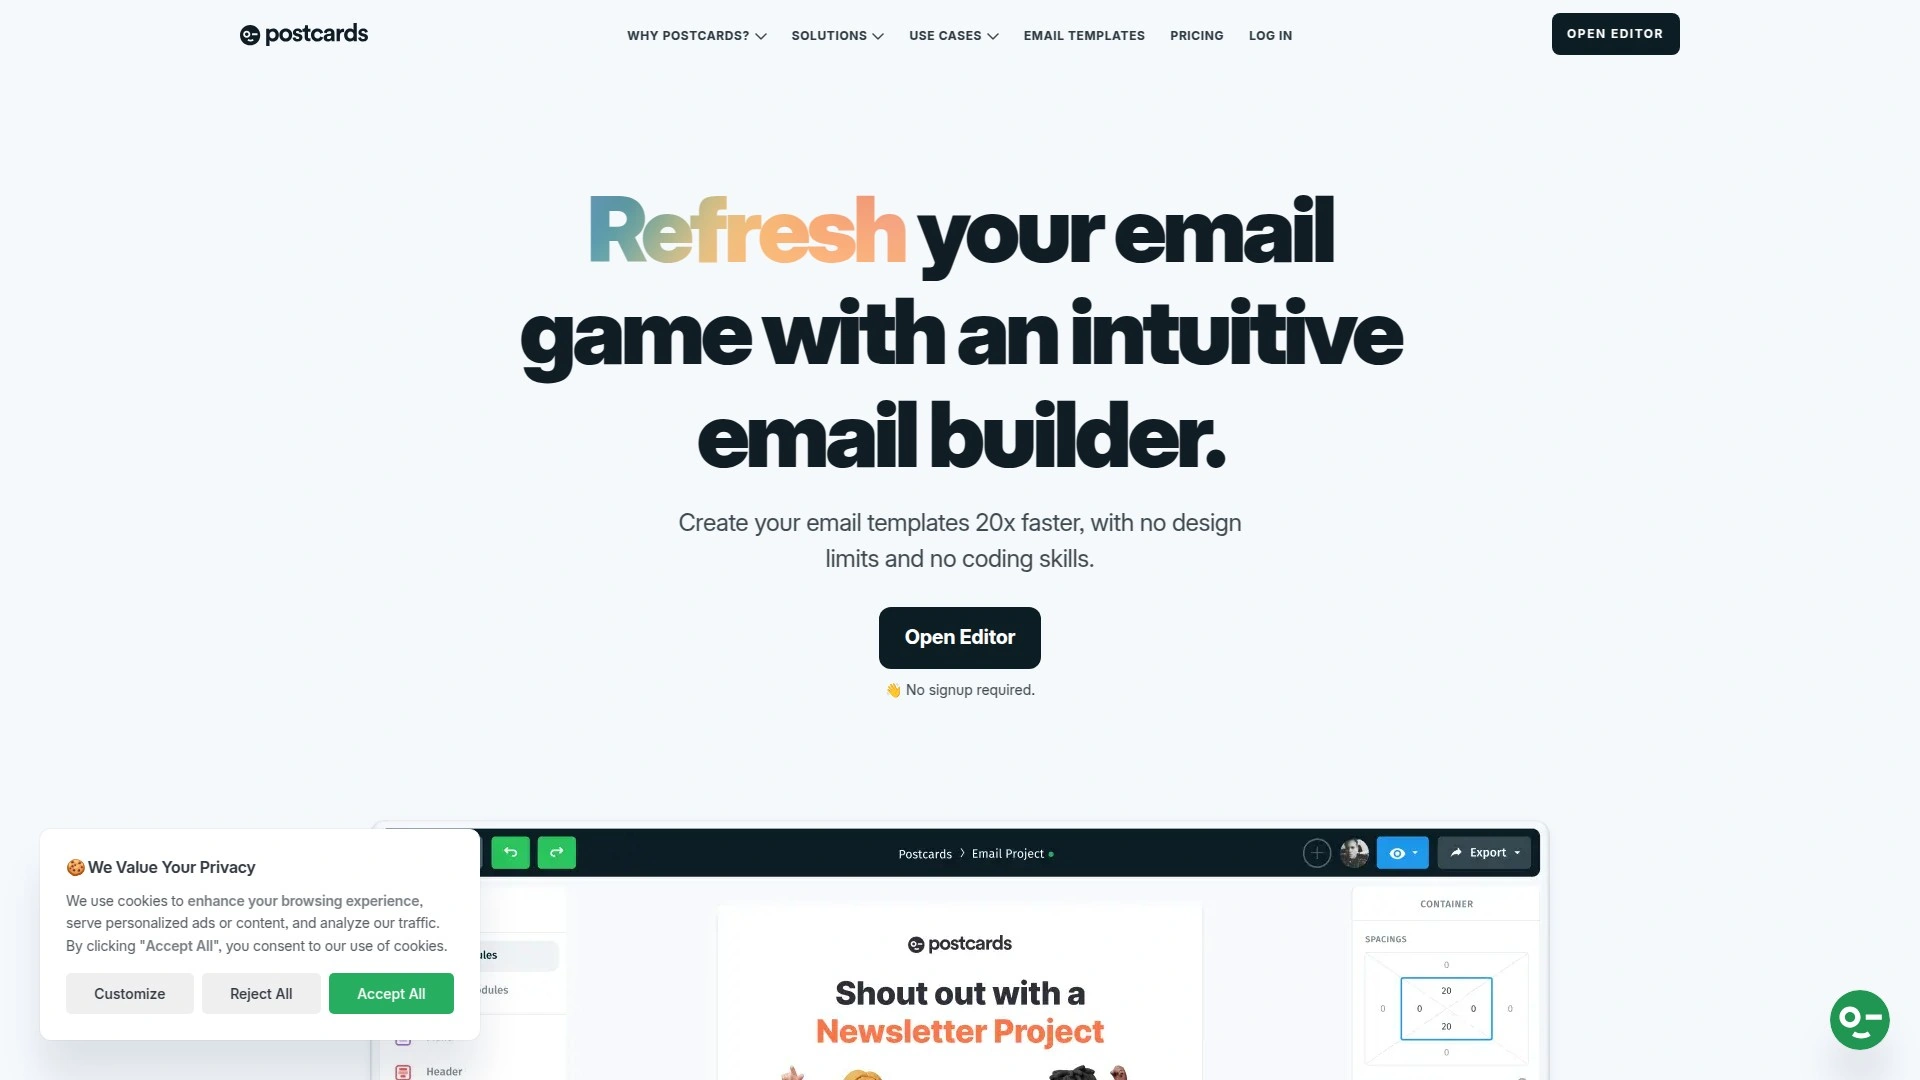 postcards
WHY POSTCARDS?
SOLUTIONS
USE CASES
EMAIL TEMPLATES
PRICING
LOG IN
OPEN EDITOR
Refresh your email
game with an intuitive
email builder.
Create your email templates 20x faster, with no design
limits and no coding skills.
Open Editor
👋 No signup required.
Postcards > Email Project
Export
🍪 We Value Your Privacy
We use cookies to enhance your browsing experience,
serve personalized ads or content, and analyze our traffic.
By clicking "Accept All", you consent to our use of cookies.
Customize
Reject All
Accept All
Header
postcards
Shout out with a
Newsletter Project
CONTAINER
SPACINGS
0
20
0 0 0 0
20
0